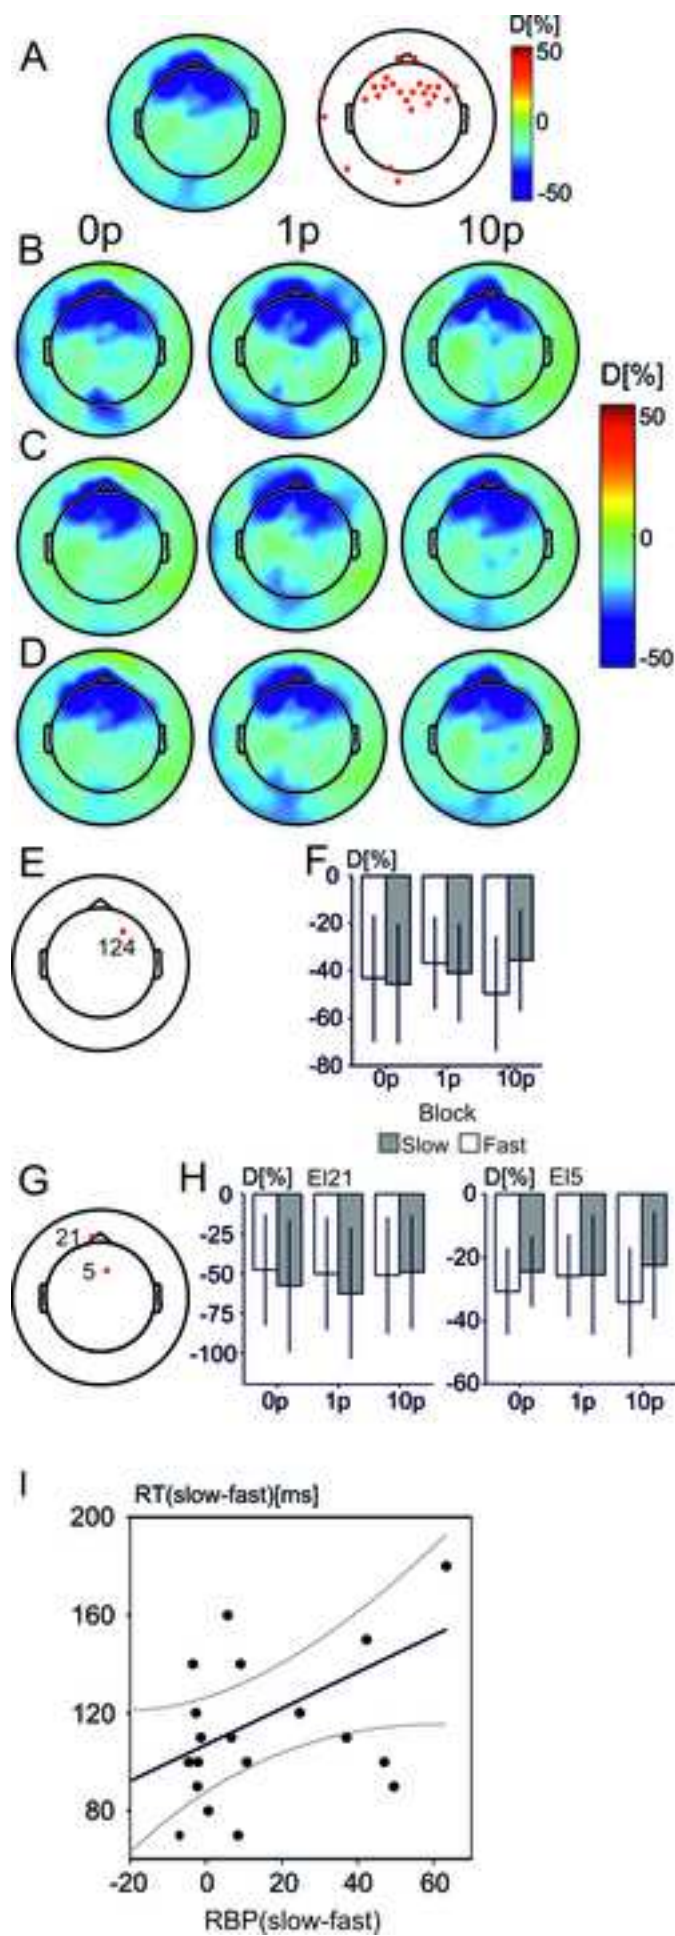 A
D[%]
50
0
-50
0p 1p 10p
B
C
D
D[%]
50
0
-50
E
124
F
D[%]
0
-20
-40
-60
-80
0p 1p 10p
Block
Slow Fast
G
21
5
H
D[%] El21
0
-25
-50
-75
-100
0p 1p 10p
D[%] El5
0
-20
-40
-60
0p 1p 10p
I
RT(slow-fast)[ms]
200
160
120
80
-20 0 20 40 60
RBP(slow-fast)